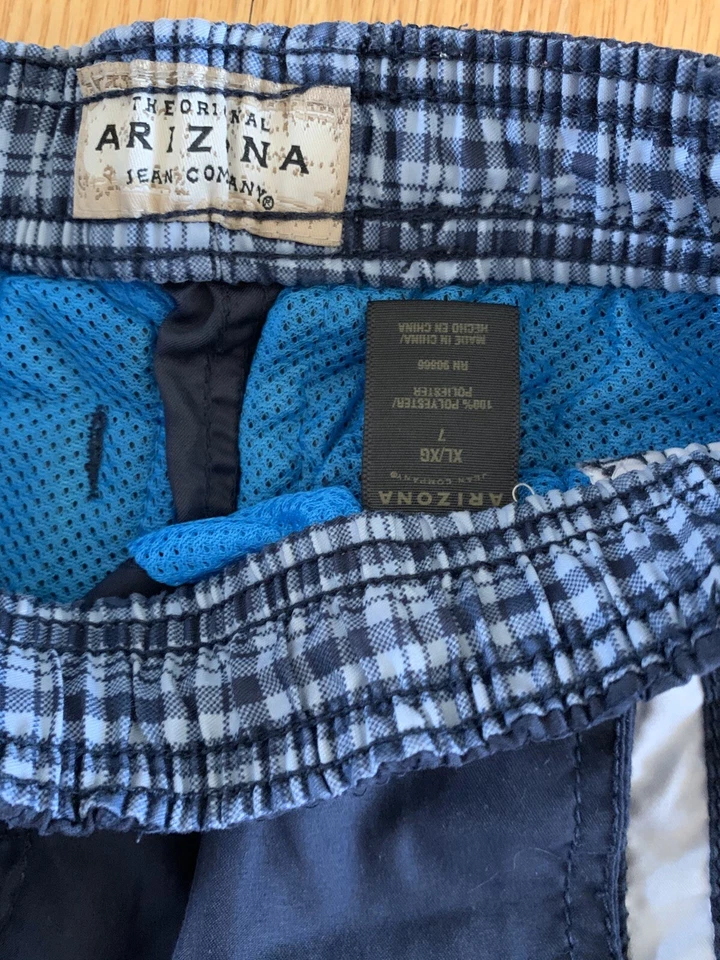 THE ORIGINAL
ARIZONA
JEAN COMPANY®
ARIZONA
JEAN COMPANY®
XL/XG
7
100% POLYESTER/
POLIESTER
RN 90860
MADE IN CHINA/
HECHO EN CHINA